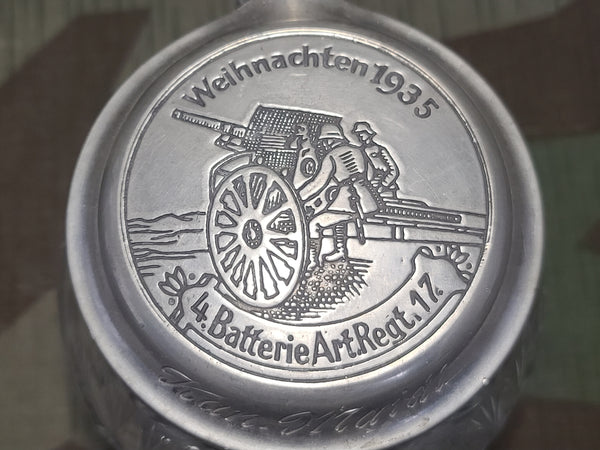 Weihnachten 1935
4. Batterie Art. Regt. 17.